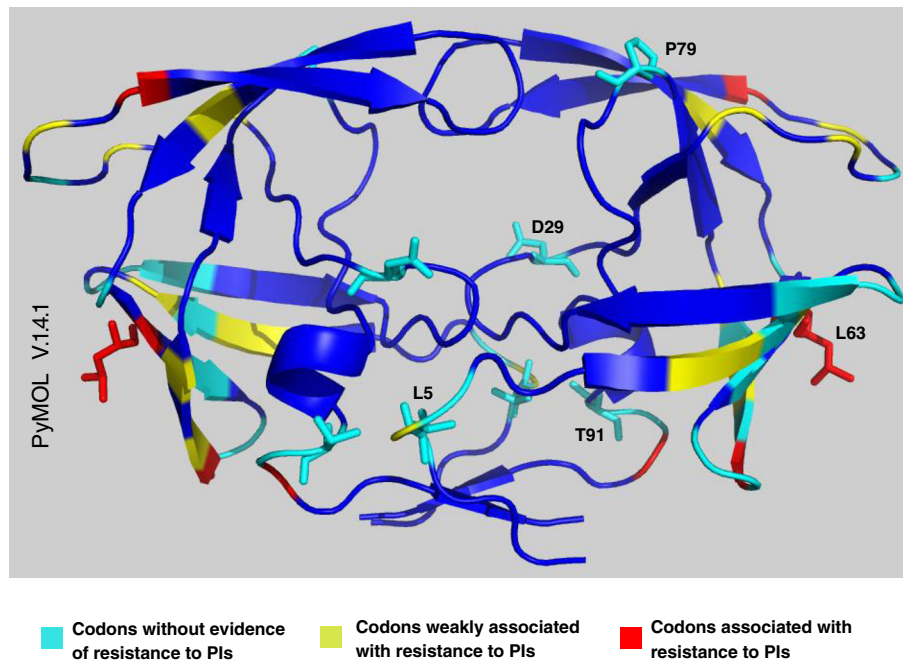 P79
D29
L63
L5
T91
PyMOL V.1.4.1
Codons without evidence
of resistance to PIs
Codons weakly associated
with resistance to PIs
Codons associated with
resistance to PIs